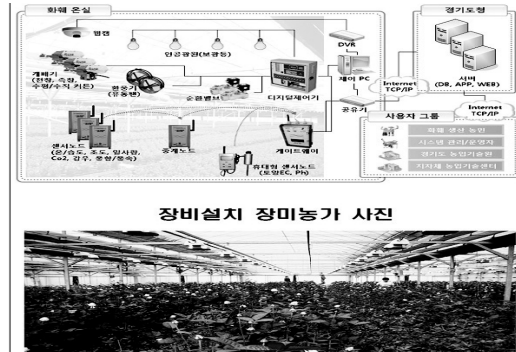 화훼 온실
경기도청
웹캠
인공광원(보광등)
DVR
개폐기
(천창, 측창,
수평/수직 커튼)
환풍기
(유동팬)
순환밸브
디지털제어기
제어 PC
공유기
서버
(DB, APP, WEB)
Internet
TCP/IP
Internet
TCP/IP
사용자 그룹
화훼 생산 농민
시스템 관리/운영자
경기도 농업기술원
지자체 농업기술센터
센서노드
(온/습도, 조도, 일사량,
Co2, 감우, 풍향/풍속)
중계노드
게이트웨이
휴대형 센서노드
(토양EC, Ph)
장비설치 장미농가 사진